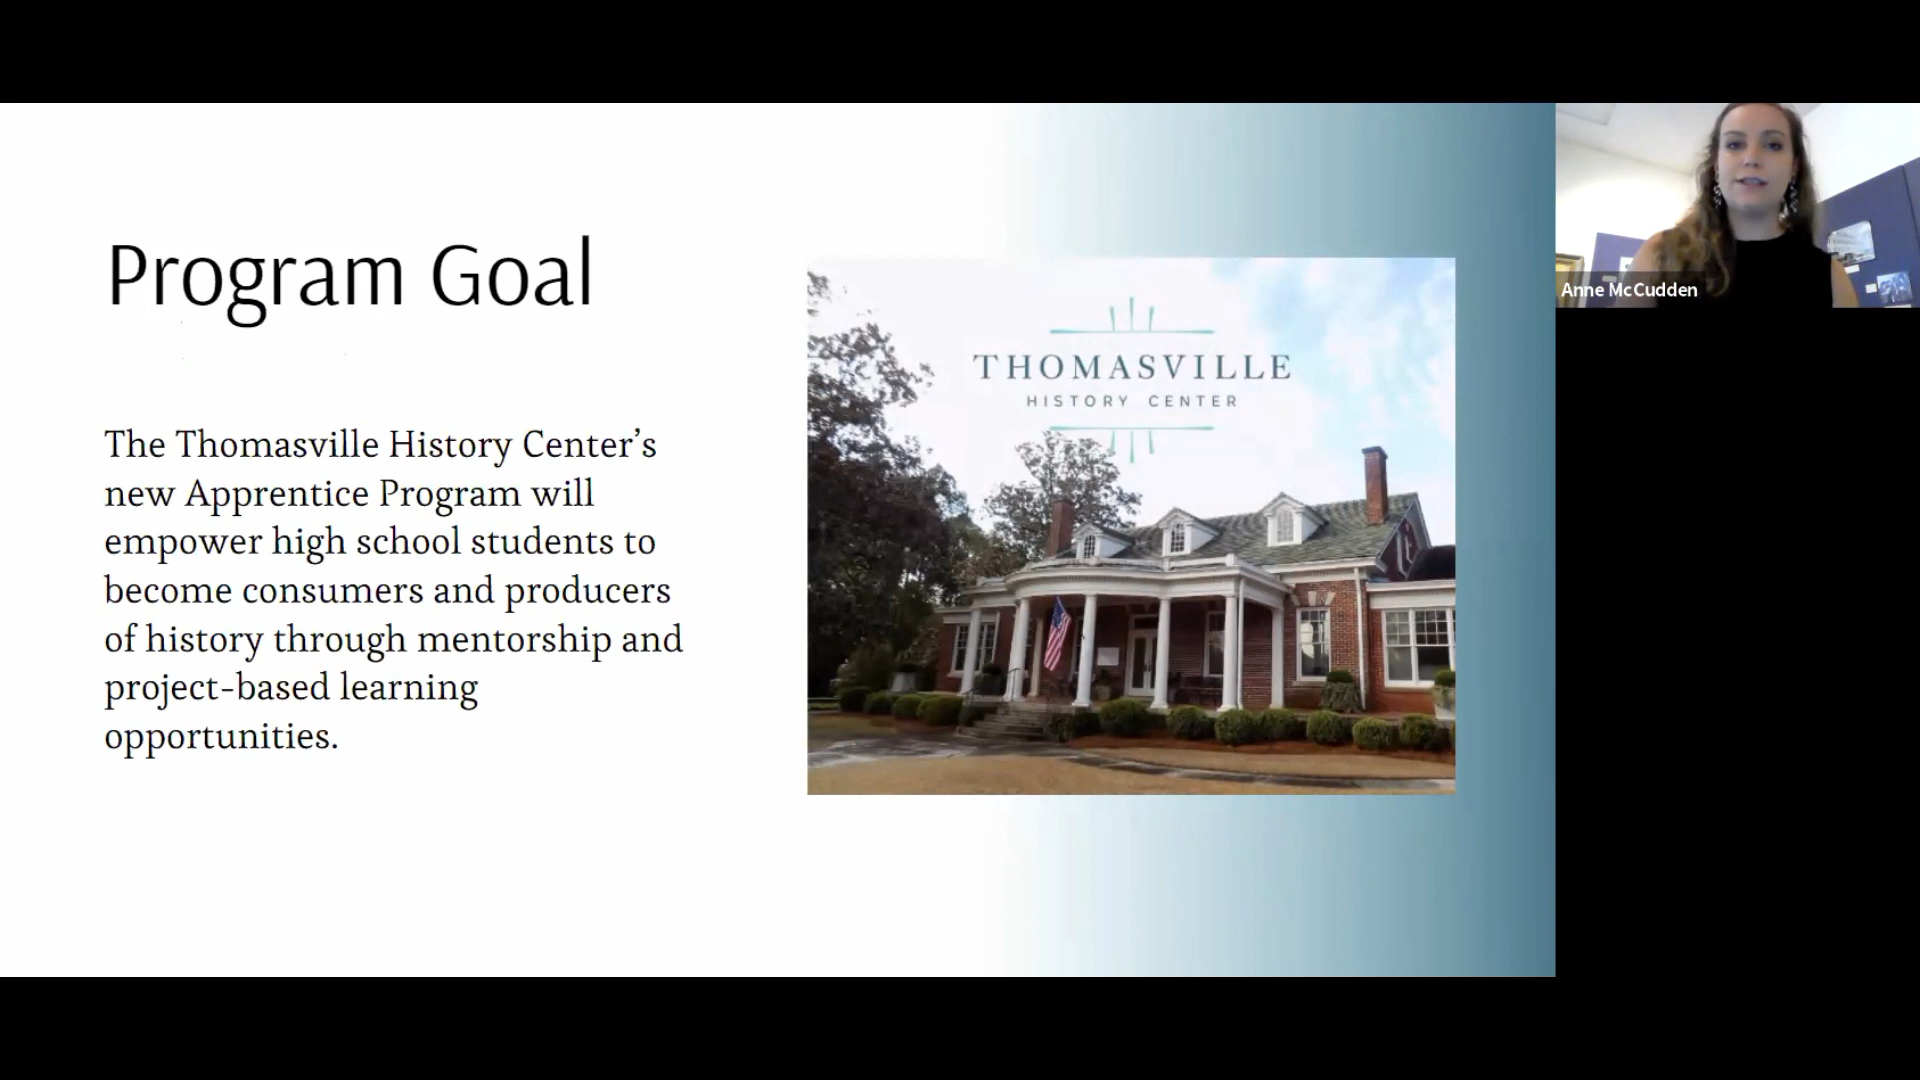 Program Goal
The Thomasville History Center’s
new Apprentice Program will
empower high school students to
become consumers and producers
of history through mentorship and
project-based learning
opportunities.
THOMASVILLE
HISTORY CENTER
Anne McCudden